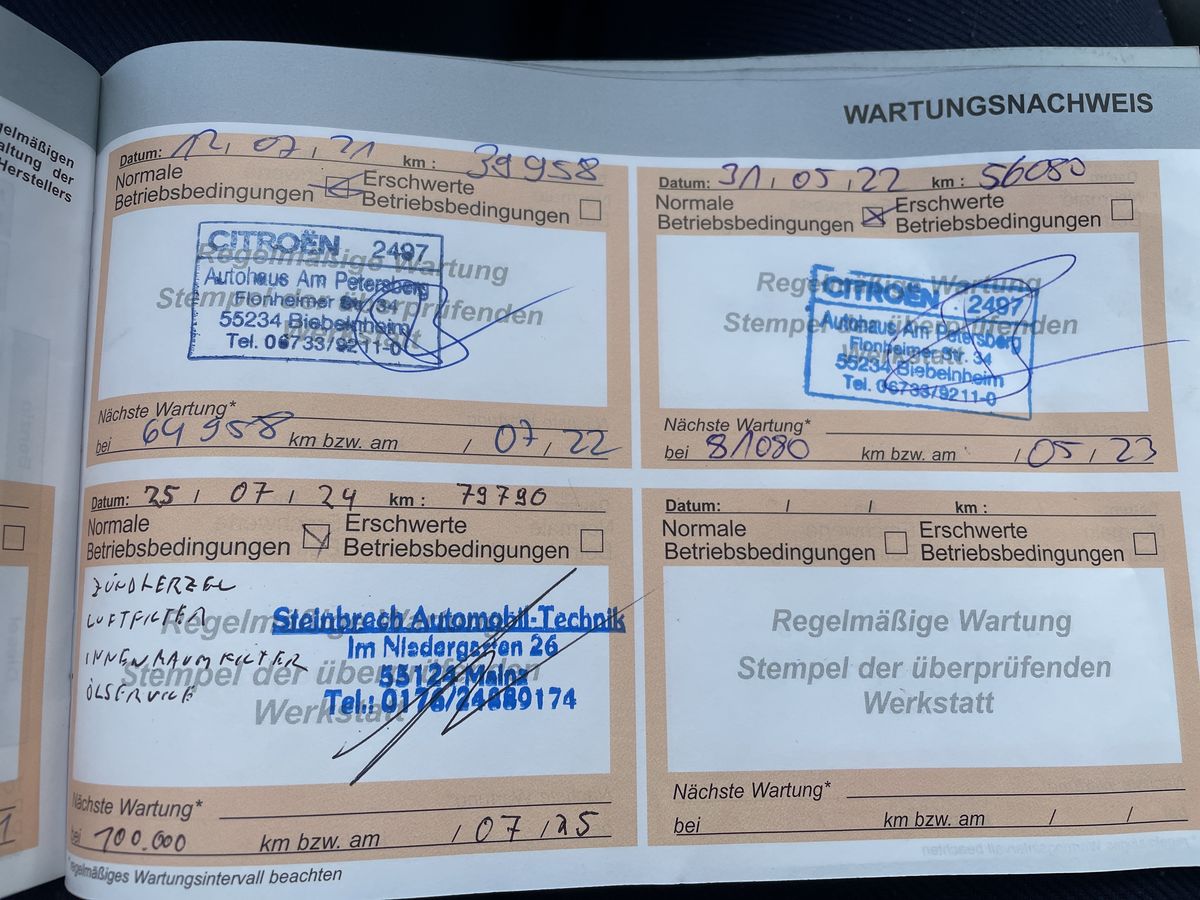 WARTUNGSNACHWEIS
egelmäßigen
altung der
Herstellers
Datum: 12, 07, 21 km : 39958
Normale
Betriebsbedingungen
Erschwerte
Betriebsbedingungen
Regelmäßige Wartung
Stempel der überprüfenden
CITROËN 2497
Autohaus Am Petersberg
Flonheimer Str. 34
55234 Biebelnheim
Tel. 06733/9211-0
Nächste Wartung*
bei 64958 km bzw. am / 07, 22
Datum: 31, 05, 22 km : 56080
Normale
Betriebsbedingungen
Erschwerte
Betriebsbedingungen
Regelmäßige Wartung
Stempel der überprüfenden
Werkstatt
CITROËN 2497
Autohaus Am Petersberg
Flonheimer Str. 34
55234 Biebelnheim
Tel. 06733/9211-0
Nächste Wartung*
bei 81080 km bzw. am / 05, 23
Datum: 25 / 07 / 24 km : 79790
Normale
Betriebsbedingungen
Erschwerte
Betriebsbedingungen
ZÜNDKERZEN
LUFTFILTER
INNENRAUMFILTER
ÖLSERVICE
Regelmäßige Wartung
Stempel der überprüfenden
Werkstatt
Steinbrech Automobil-Technik
Im Niedergarten 26
55124 Mainz
Tel.: 0176/24689174
Nächste Wartung*
bei 100.000 km bzw. am / 07 / 25
Datum: / / km :
Normale
Betriebsbedingungen
Erschwerte
Betriebsbedingungen
Regelmäßige Wartung
Stempel der überprüfenden
Werkstatt
Nächste Wartung*
bei km bzw. am / /
*regelmäßiges Wartungsintervall beachten